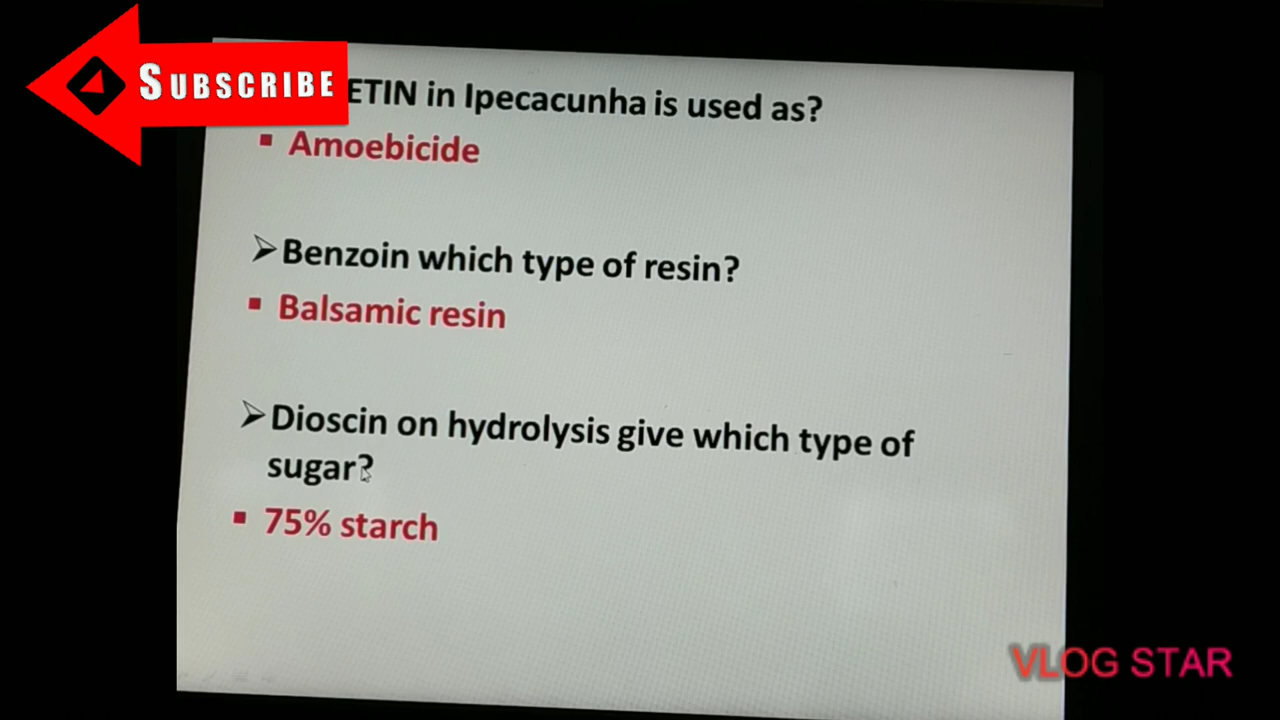 SUBSCRIBE
ETIN in Ipecacunha is used as?
▪ Amoebicide
➢Benzoin which type of resin?
▪ Balsamic resin
➢Dioscin on hydrolysis give which type of
sugar?
▪ 75% starch
VLOG STAR